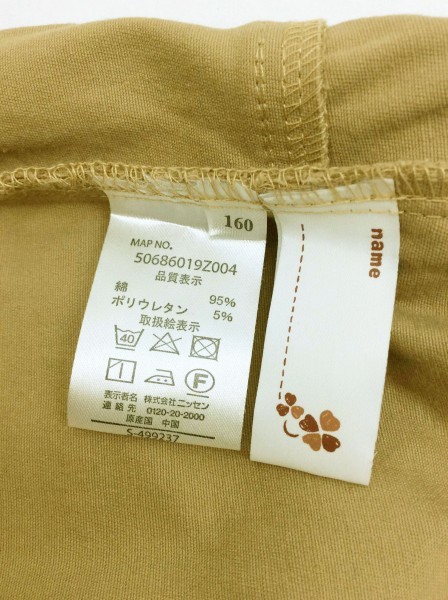 160
MAP NO.
50686019Z004
品質表示
綿 95%
ポリウレタン 5%
取扱絵表示
40
F
表示者名 株式会社ニッセン
連絡先 0120-20-2000
原産国 中国
S-499237
name